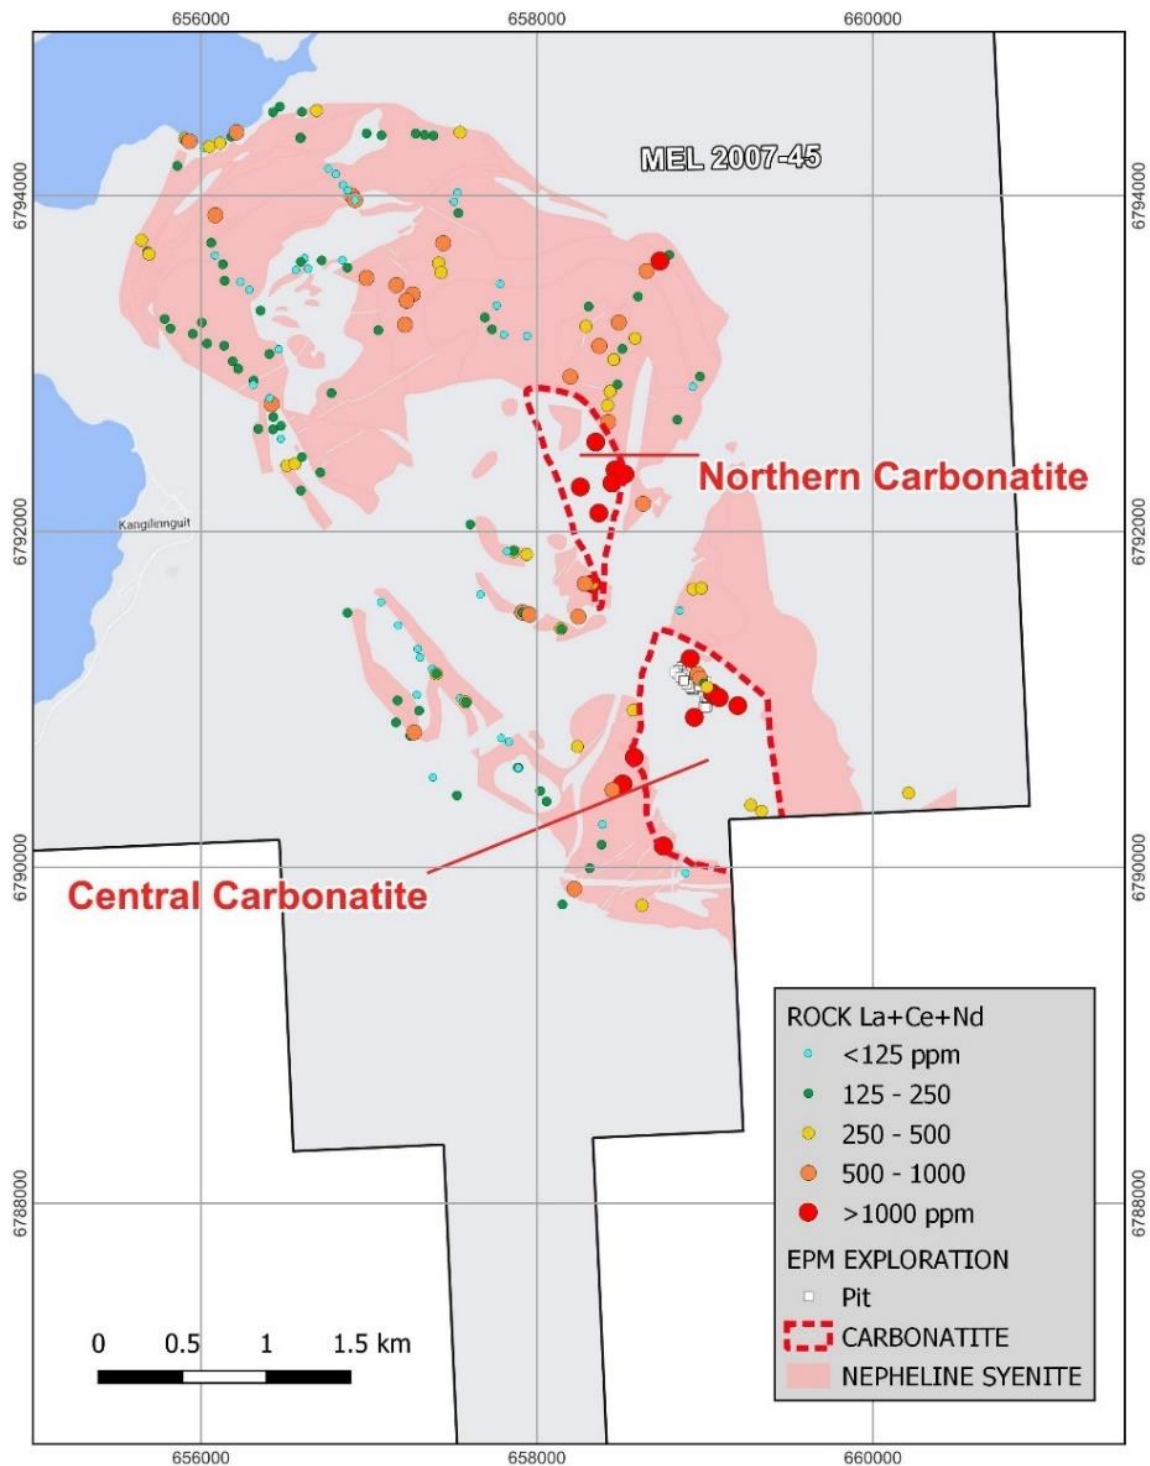 656000
658000
660000
MEL 2007-45
6794000
6794000
Northern Carbonatite
Kangilinnguit
6792000
6792000
Central Carbonatite
6790000
6790000
ROCK La+Ce+Nd
<125 ppm
125 - 250
250 - 500
500 - 1000
>1000 ppm
EPM EXPLORATION
Pit
CARBONATITE
NEPHELINE SYENITE
6788000
6788000
0 0.5 1 1.5 km
656000
658000
660000